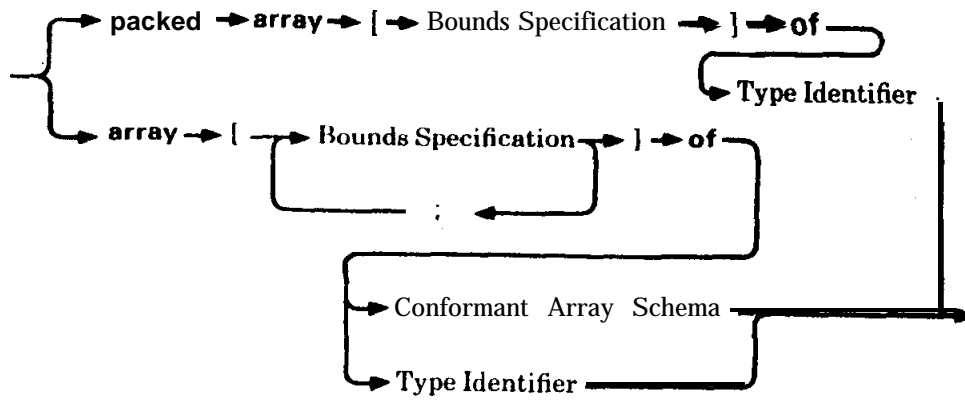 packed array [ Bounds Specification ] of
Type Identifier
array [ Bounds Specification ] of
;
Conformant Array Schema
Type Identifier